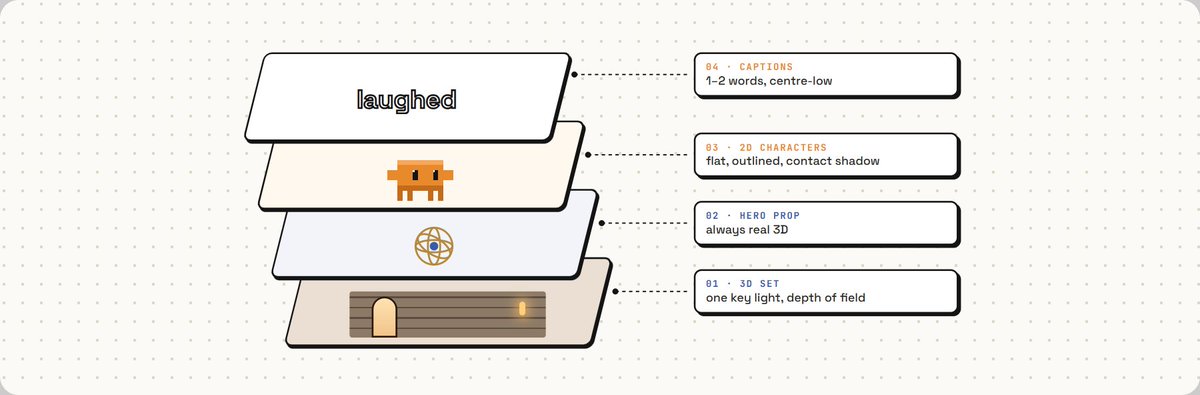 laughed
04 · CAPTIONS
1–2 words, centre-low
03 · 2D CHARACTERS
flat, outlined, contact shadow
02 · HERO PROP
always real 3D
01 · 3D SET
one key light, depth of field